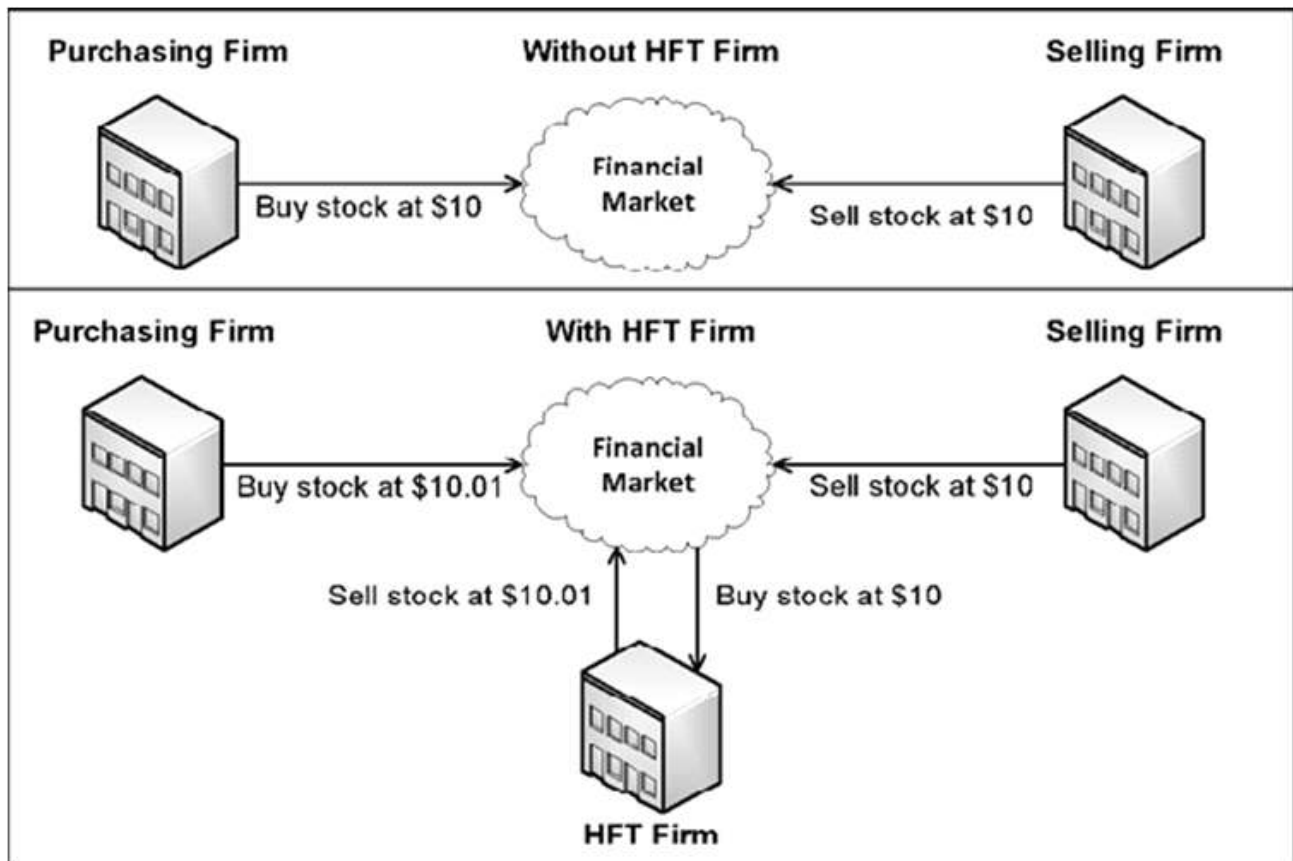 Purchasing Firm
Without HFT Firm
Selling Firm
Financial
Market
Buy stock at $10
Sell stock at $10
Purchasing Firm
With HFT Firm
Selling Firm
Financial
Market
Buy stock at $10.01
Sell stock at $10
Sell stock at $10.01
Buy stock at $10
HFT Firm